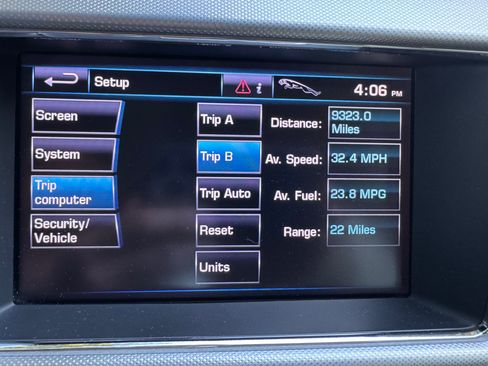 Setup
i
4:06 PM
Screen
System
Trip
computer
Security/
Vehicle
Trip A
Trip B
Trip Auto
Reset
Units
Distance:
9323.0
Miles
Av. Speed:
32.4 MPH
Av. Fuel:
23.8 MPG
Range:
22 Miles